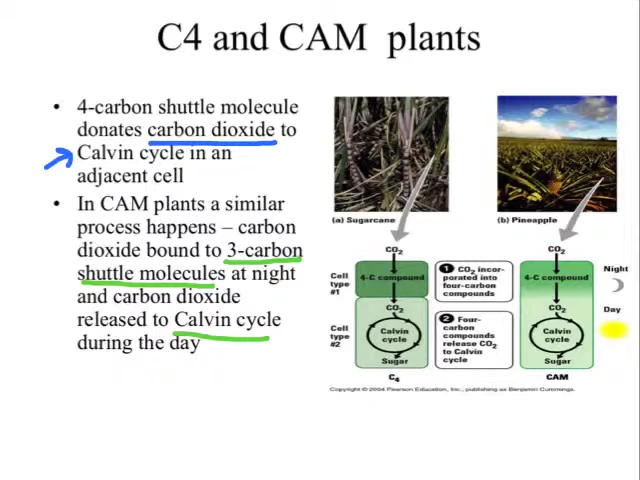 C4 and CAM plants
• 4-carbon shuttle molecule
donates carbon dioxide to
Calvin cycle in an
adjacent cell
• In CAM plants a similar
process happens – carbon
dioxide bound to 3-carbon
shuttle molecules at night
and carbon dioxide
released to Calvin cycle
during the day
(a) Sugarcane
(b) Pineapple
CO2
CO2
Night
Cell
type #1
4-C compound
1 CO2 incor-
porated into
four-carbon
compounds
4-C compound
CO2
CO2
Day
Cell
type #2
Calvin
cycle
2 Four-
carbon
compounds
release CO2
to Calvin
cycle
Calvin
cycle
Sugar
Sugar
C4
CAM
Copyright © 2004 Pearson Education, Inc., publishing as Benjamin Cummings.